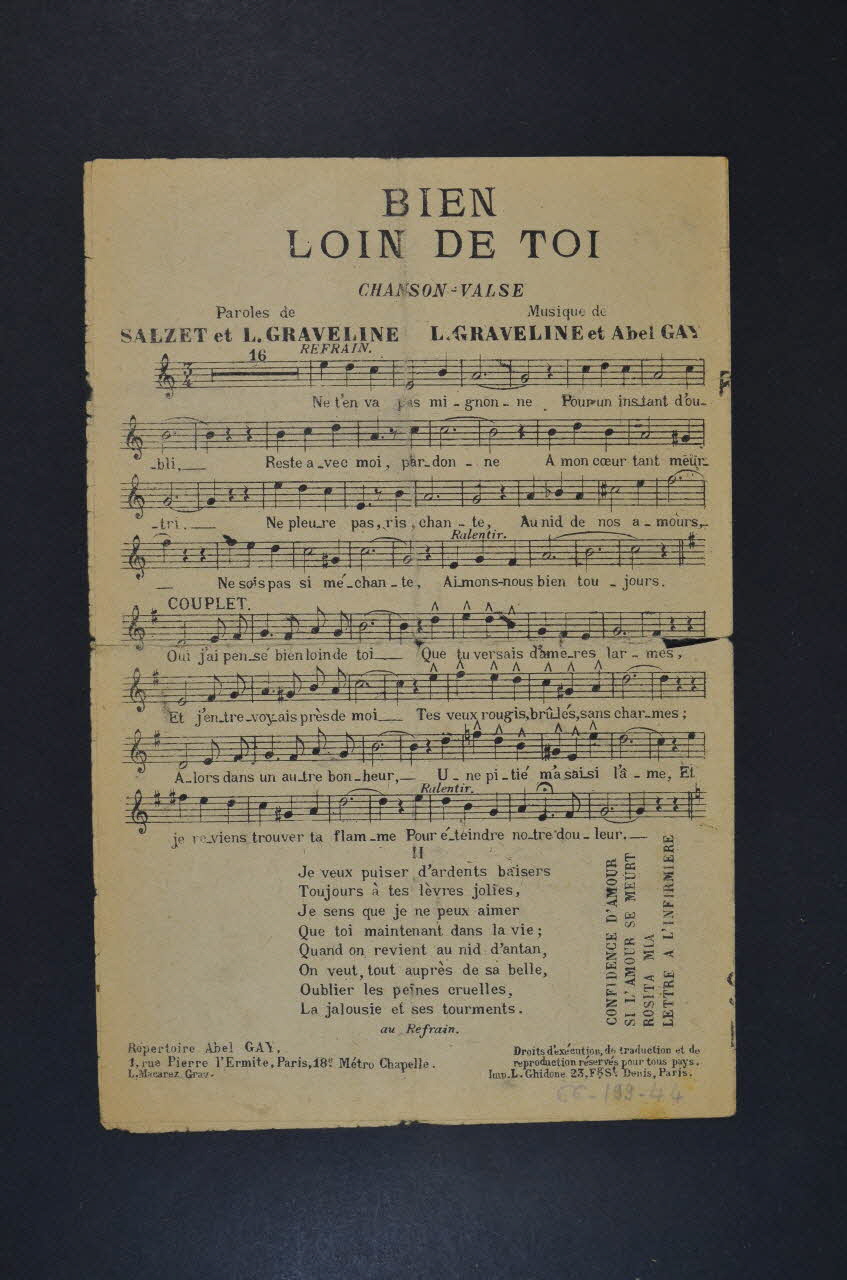 BIEN
LOIN DE TOI
CHANSON-VALSE
Paroles de
Musique de
SALZET et L. GRAVELINE
L. GRAVELINE et Abel GAY
REFRAIN.
16
Ne t'en va pas mi-gnon-ne Pour un instant d'ou-
-bli, Reste a-vec moi, par-don-ne A mon cœur tant meur-
-tri. Ne pleu-re pas, ris, chan-te, Au nid de nos a-mours,
Ralentir.
Ne sois pas si mé-chan-te, Aimons-nous bien tou-jours.
COUPLET.
Oui j'ai pen-sé bien loin de toi Que tu versais d'amè-res lar-mes,
Et j'en-tre-voy-ais près de moi Tes yeux rougis, brûlés, sans char-mes;
A-lors dans un au-tre bon-heur, U-ne pi-tié m'a sai-si l'â-me, Et
Ralentir.
je re-viens trouver ta flam-me Pour é-teindre no-tre dou-leur.
II
Je veux puiser d'ardents baisers
Toujours à tes lèvres jolies,
Je sens que je ne peux aimer
Que toi maintenant dans la vie;
Quand on revient au nid d'antan,
On veut, tout auprès de sa belle,
Oublier les peines cruelles,
La jalousie et ses tourments.
au Refrain.
CONFIDENCE D'AMOUR
SI L'AMOUR SE MEURT
ROSITA MIA
LETTRE A L'INFIRMIERE
Répertoire Abel GAY,
1, rue Pierre l'Ermite, Paris, 18e Métro Chapelle.
L. Macarez Grav.
Droits d'exécution, de traduction et de
reproduction réservés pour tous pays.
Imp. L. Ghidone 23, Fg St Denis, Paris.